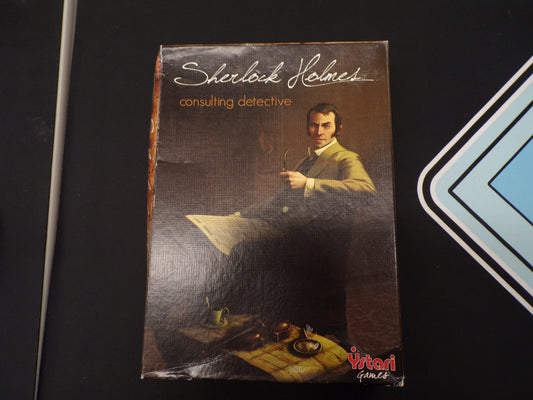 Sherlock Holmes
consulting detective
Ystari
Games